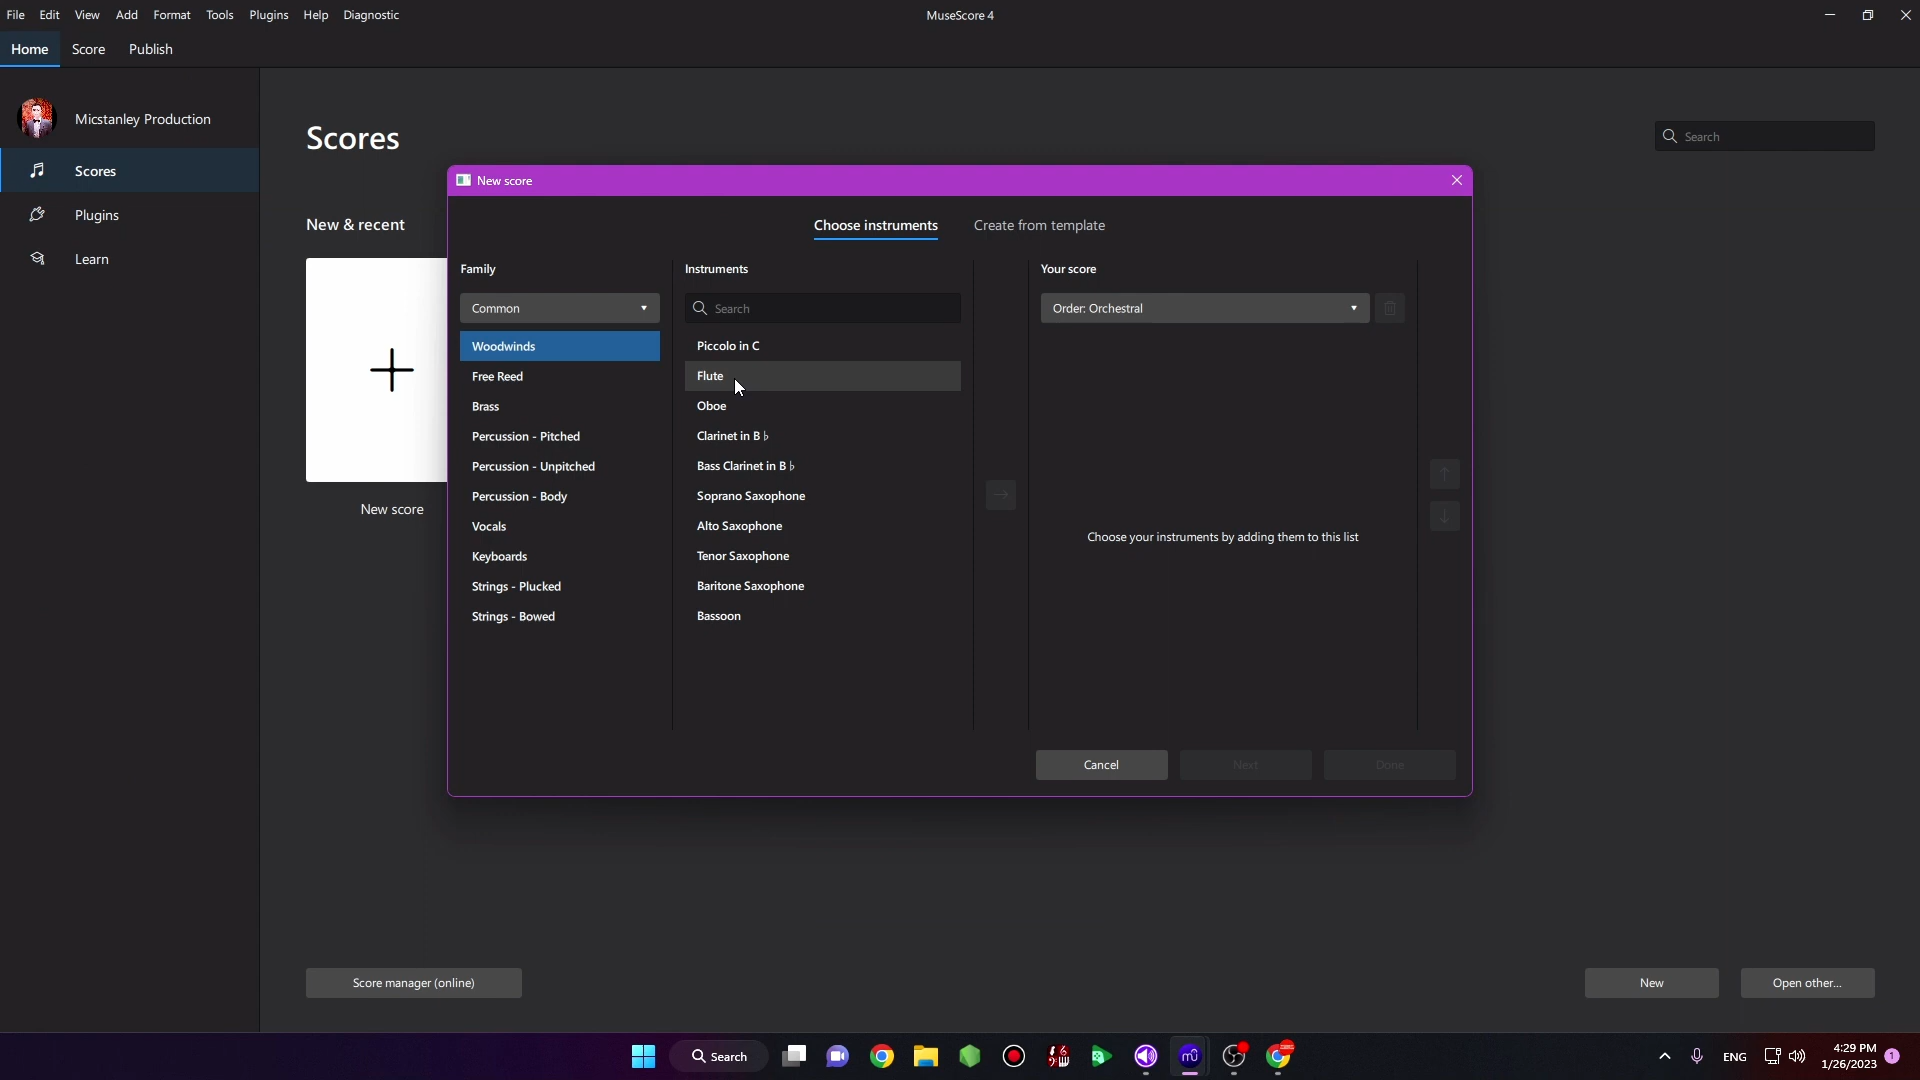 File Edit View Add Format Tools Plugins Help Diagnostic
MuseScore 4
Home Score Publish
Micstanley Production
Scores
Plugins
Learn
Scores
Search
New & recent
New score
New score
Choose instruments Create from template
Family
Common
Woodwinds
Free Reed
Brass
Percussion - Pitched
Percussion - Unpitched
Percussion - Body
Vocals
Keyboards
Strings - Plucked
Strings - Bowed
Instruments
Search
Piccolo in C
Flute
Oboe
Clarinet in B♭
Bass Clarinet in B♭
Soprano Saxophone
Alto Saxophone
Tenor Saxophone
Baritone Saxophone
Bassoon
Your score
Order: Orchestral
Choose your instruments by adding them to this list
Cancel Next Done
Score manager (online)
New
Open other...
Search
ENG
4:29 PM
1/26/2023
1